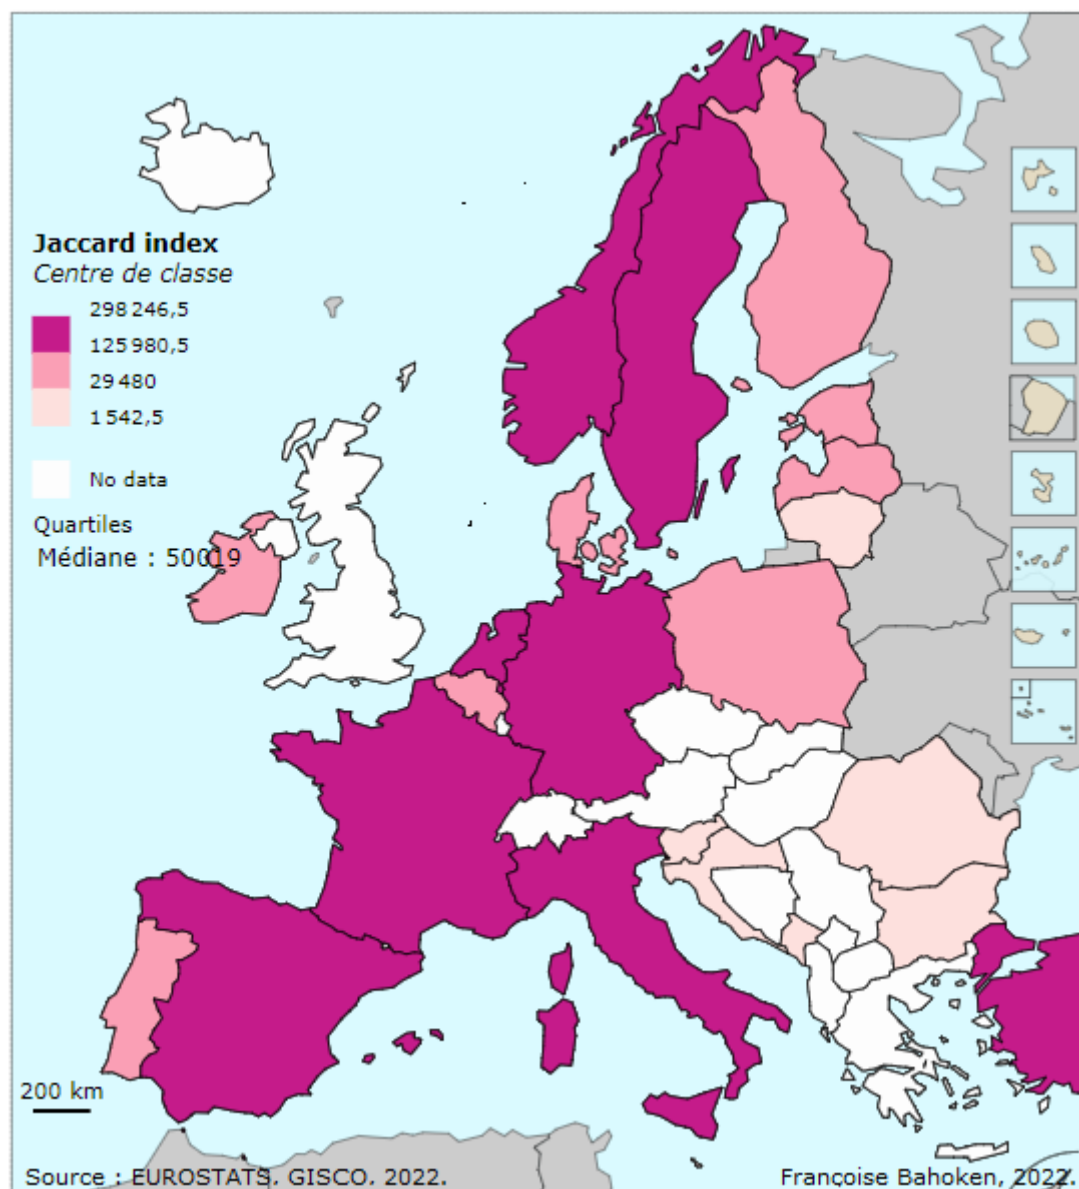 Jaccard index
Centre de classe
298 246,5
125 980,5
29 480
1 542,5
No data
Quartiles
Médiane : 50019
200 km
Source : EUROSTATS. GISCO. 2022.
Françoise Bahoken, 2022.